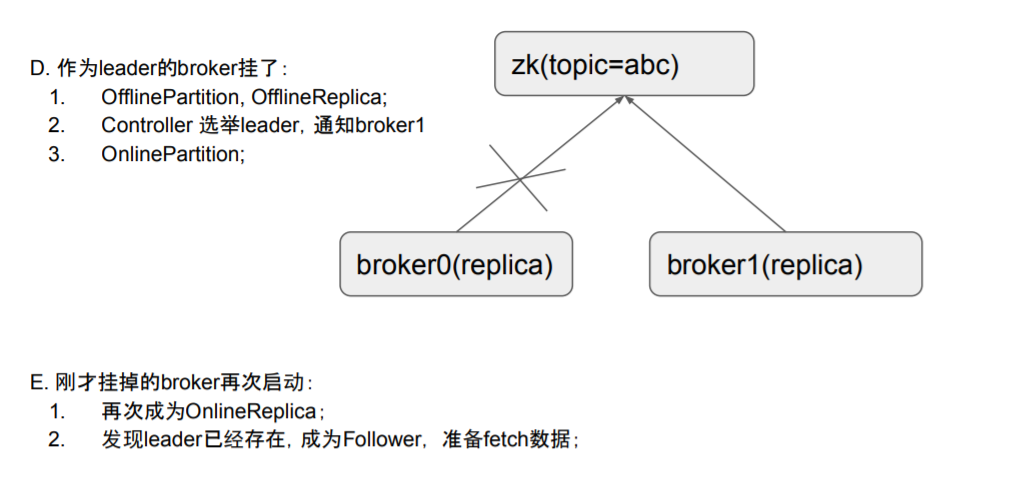 zk(topic=abc)
D. 作为leader的broker挂了：
1. OfflinePartition, OfflineReplica;
2. Controller 选举leader, 通知broker1
3. OnlinePartition;
broker0(replica)
broker1(replica)
E. 刚才挂掉的broker再次启动：
1. 再次成为OnlineReplica；
2. 发现leader已经存在, 成为Follower, 准备fetch数据；